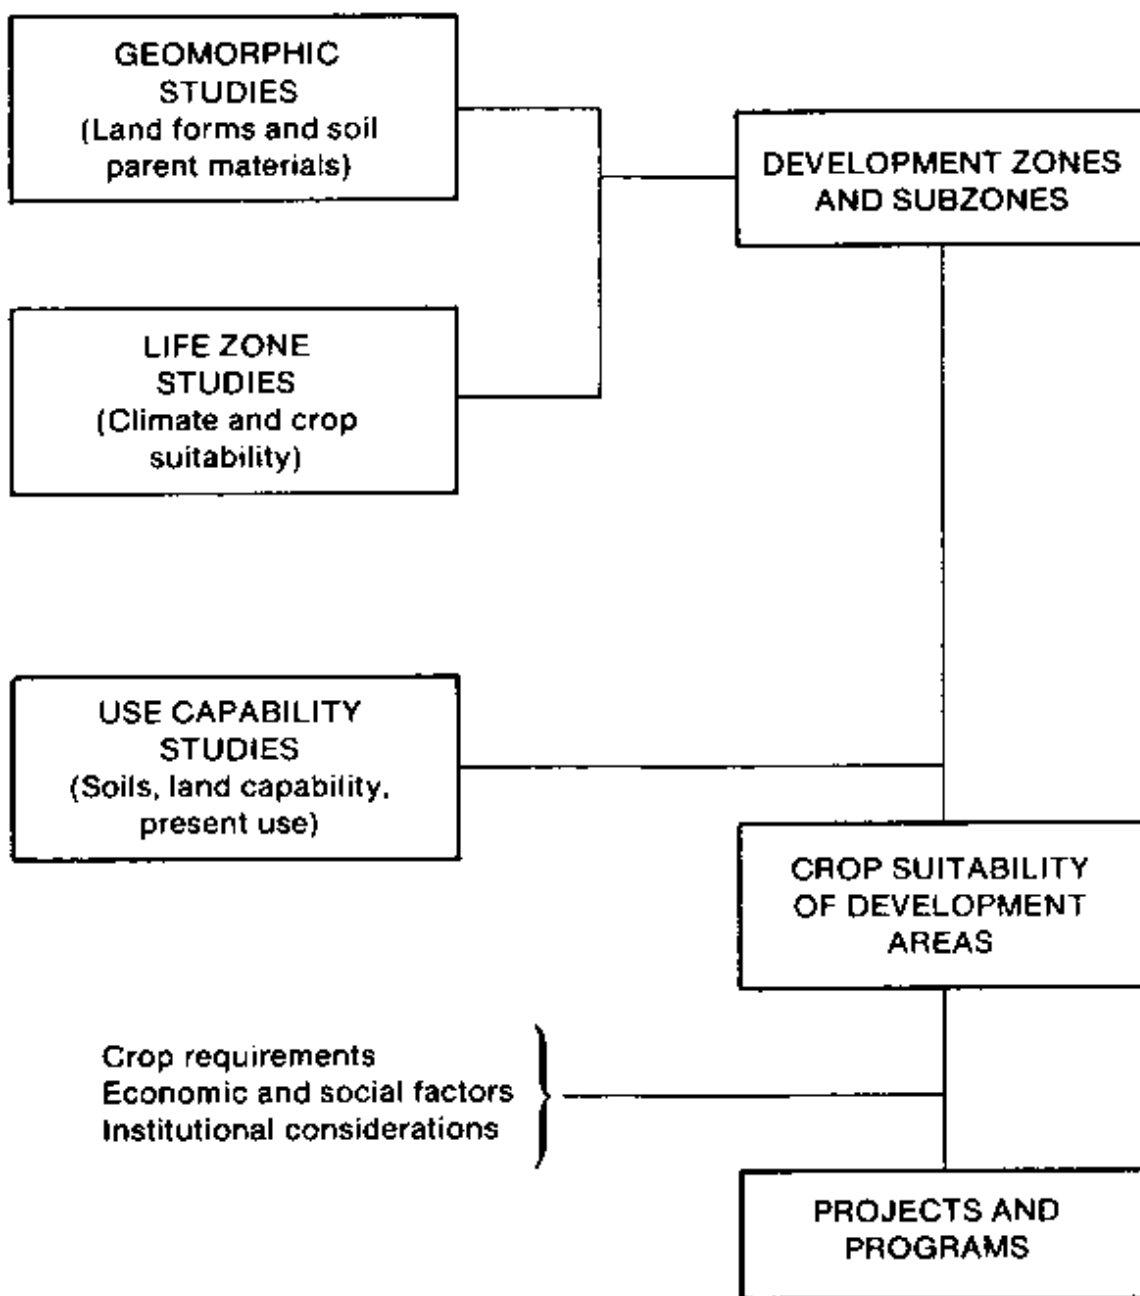 GEOMORPHIC
STUDIES
(Land forms and soil
parent materials)
DEVELOPMENT ZONES
AND SUBZONES
LIFE ZONE
STUDIES
(Climate and crop
suitability)
USE CAPABILITY
STUDIES
(Soils, land capability,
present use)
CROP SUITABILITY
OF DEVELOPMENT
AREAS
Crop requirements
Economic and social factors
Institutional considerations
PROJECTS AND
PROGRAMS